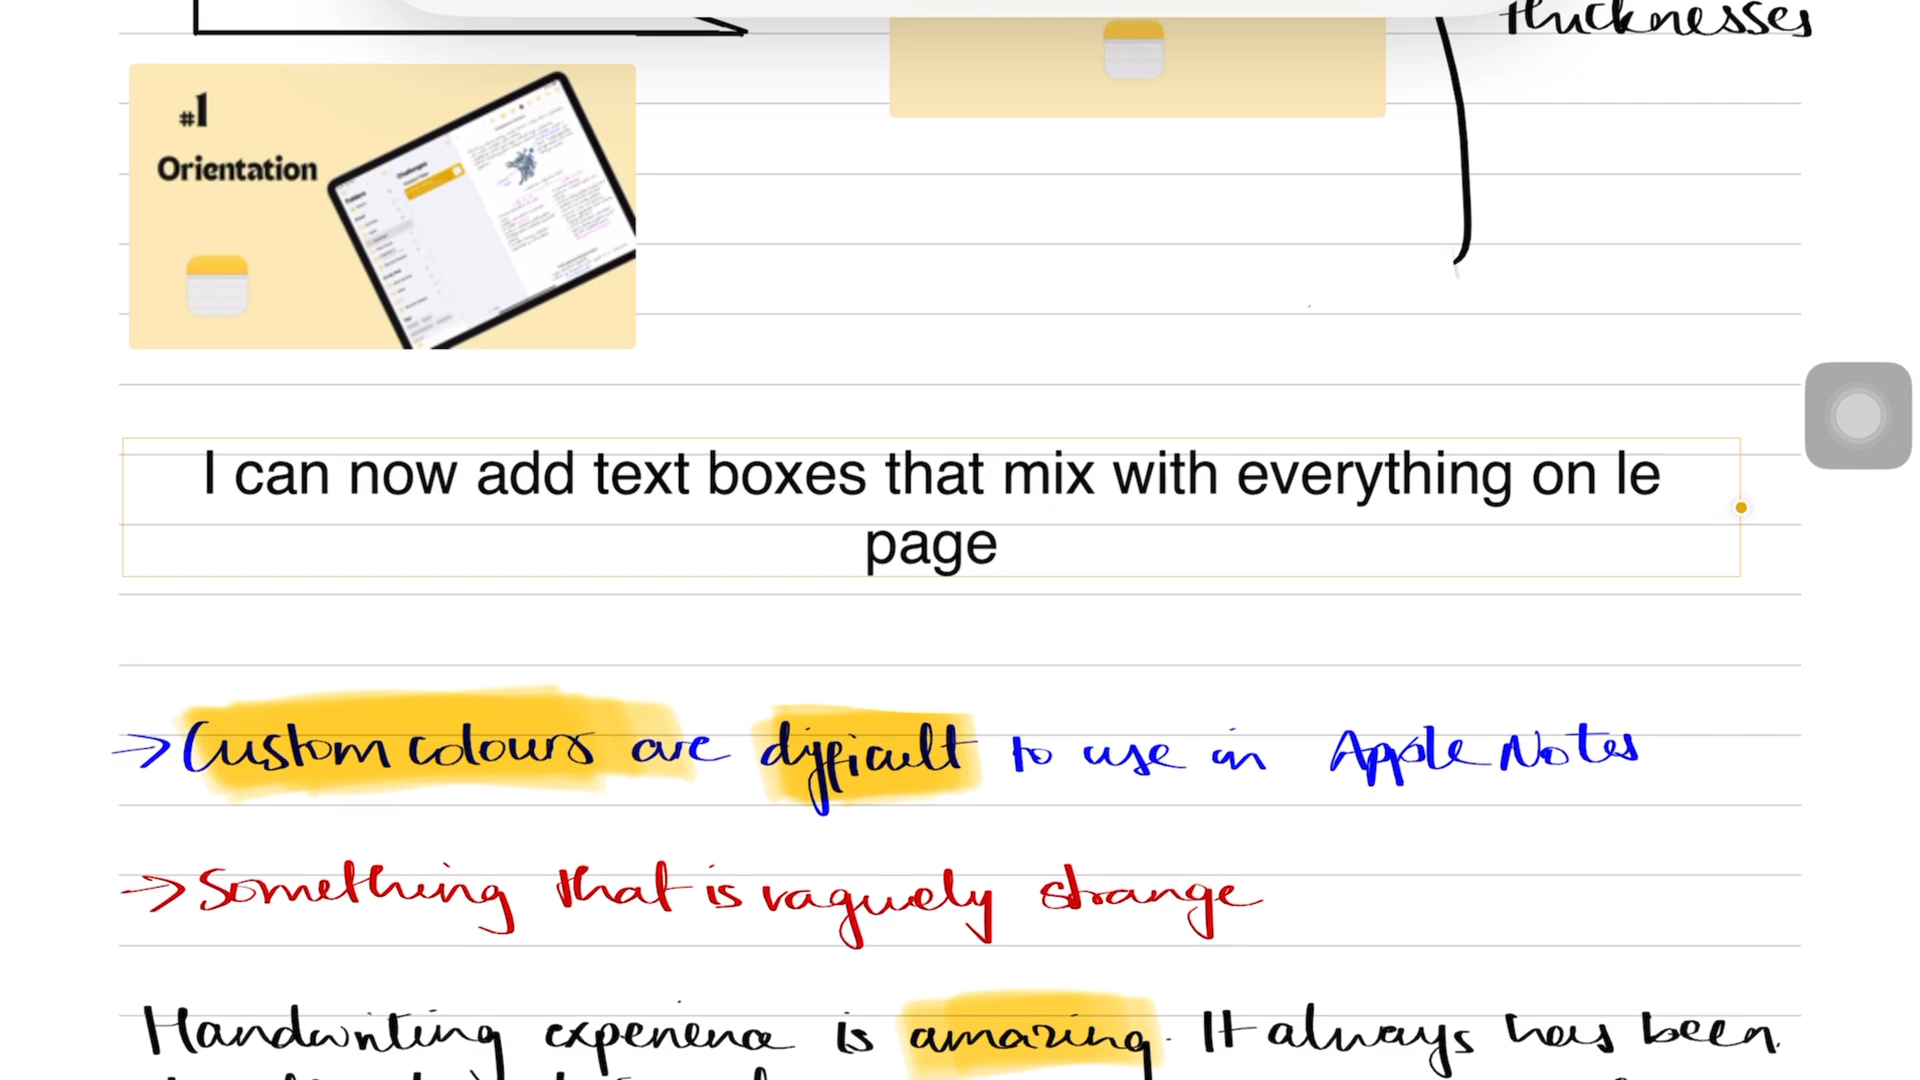 thicknesses
#1
Orientation
I can now add text boxes that mix with everything on le
page
→ Custom colours are difficult to use in Apple Notes
→ Something that is vaguely strange
Handwriting experience is amazing. It always has been.